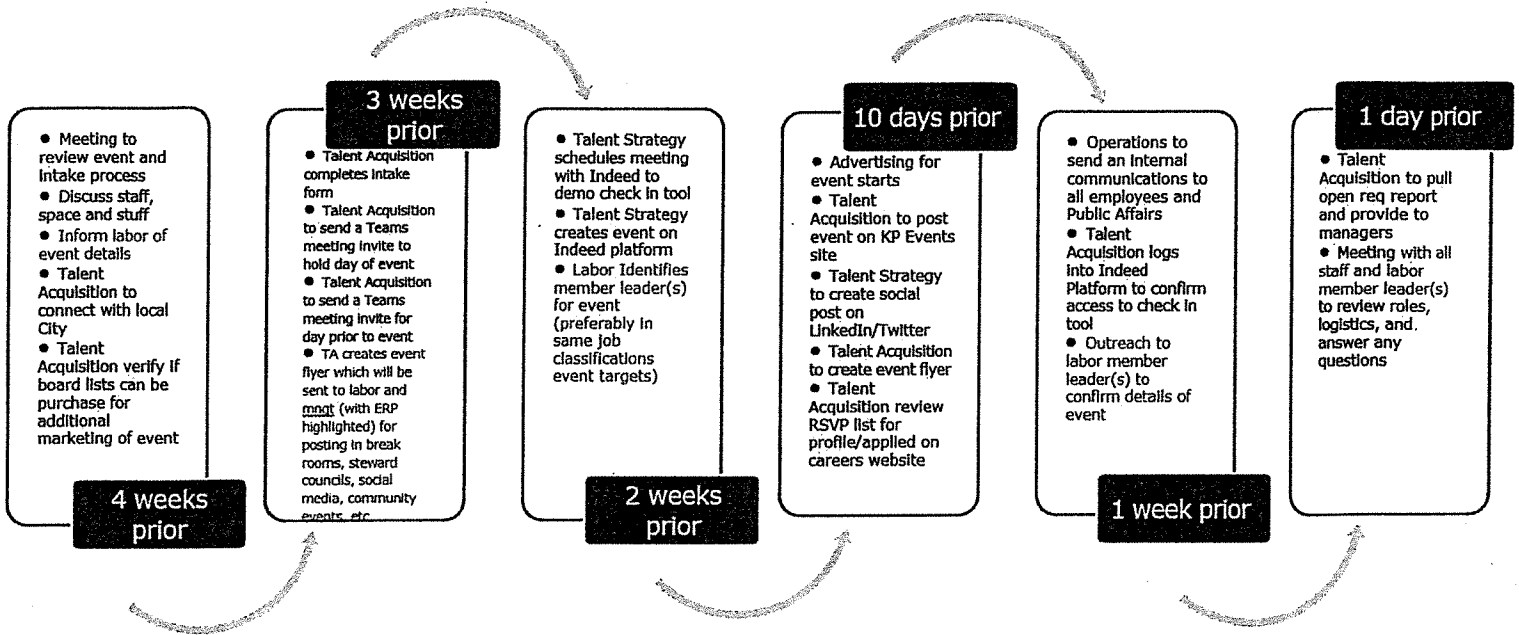 4 weeks
prior
● Meeting to
review event and
intake process
● Discuss staff,
space and stuff
● Inform labor of
event details
● Talent
Acquisition to
connect with local
City
● Talent
Acquisition verify if
board lists can be
purchase for
additional
marketing of event
3 weeks
prior
● Talent Acquisition
completes intake
form
● Talent Acquisition
to send a Teams
meeting invite to
hold day of event
● Talent Acquisition
to send a Teams
meeting invite for
day prior to event
● TA creates event
flyer which will be
sent to labor and
mngt (with ERP
highlighted) for
posting in break
rooms, steward
councils, social
media, community
events, etc
2 weeks
prior
● Talent Strategy
schedules meeting
with Indeed to
demo check in tool
● Talent Strategy
creates event on
Indeed platform
● Labor Identifies
member leader(s)
for event
(preferably in
same job
classifications
event targets)
10 days prior
● Advertising for
event starts
● Talent
Acquisition to post
event on KP Events
site
● Talent Strategy
to create social
post on
LinkedIn/Twitter
● Talent Acquisition
to create event flyer
● Talent
Acquisition review
RSVP list for
profile/applied on
careers website
1 week prior
● Operations to
send an internal
communications to
all employees and
Public Affairs
● Talent
Acquisition logs
into Indeed
Platform to confirm
access to check in
tool
● Outreach to
labor member
leader(s) to
confirm details of
event
1 day prior
● Talent
Acquisition to pull
open req report
and provide to
managers
● Meeting with all
staff and labor
member leader(s)
to review roles,
logistics, and.
answer any
questions